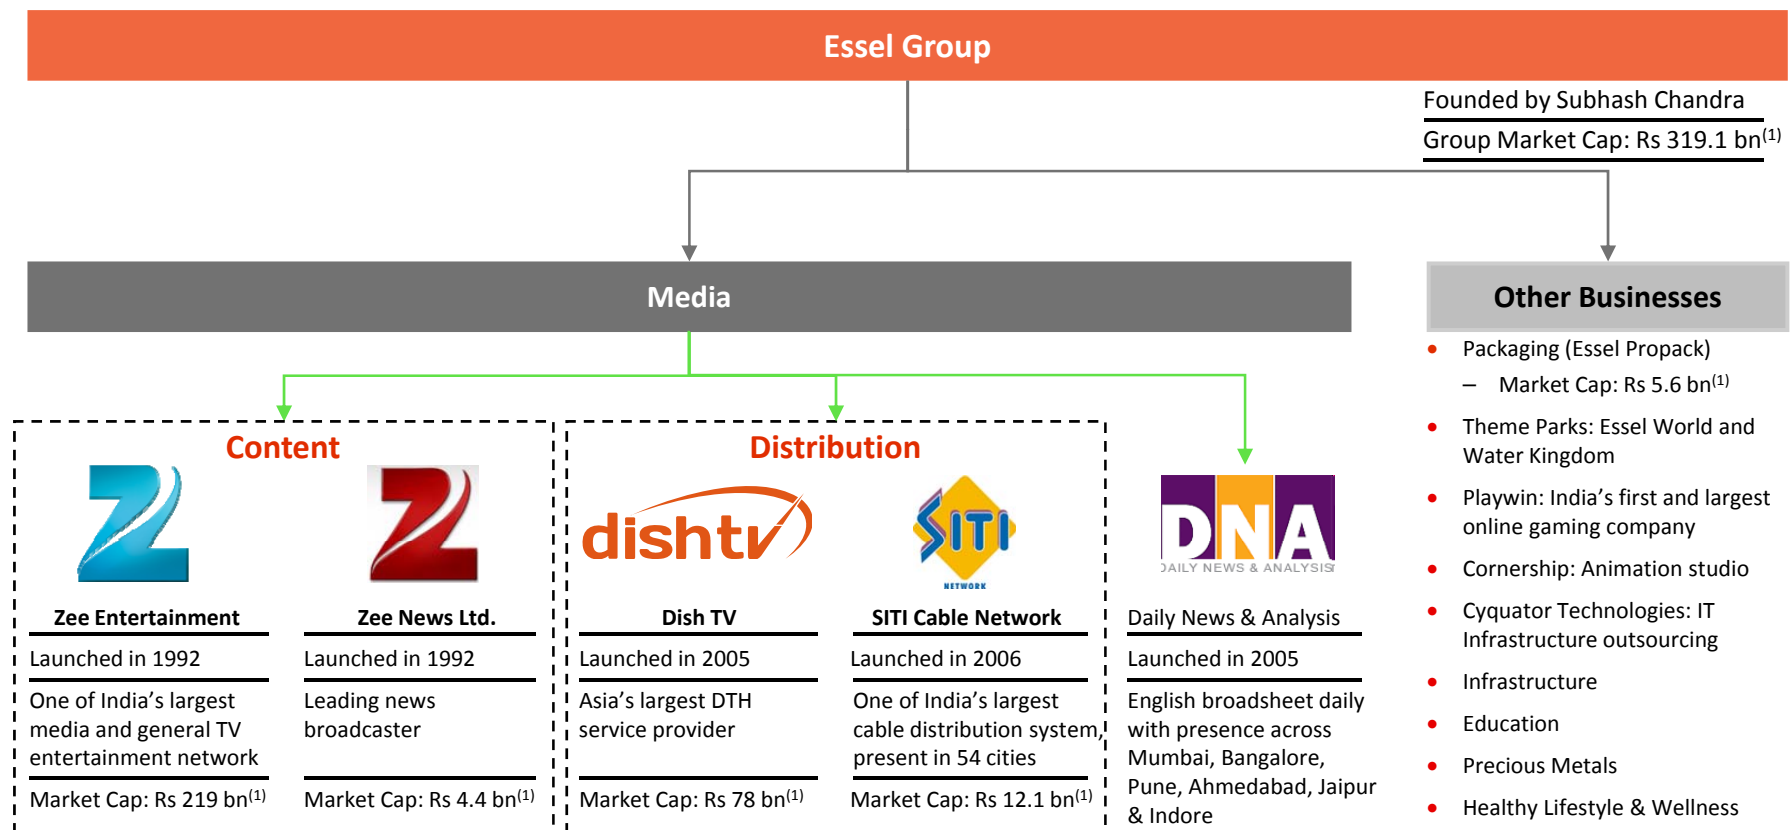 Essel Group
Founded by Subhash Chandra
Group Market Cap: Rs 319.1 bn(1)
Media
Other Businesses
• Packaging (Essel Propack)
– Market Cap: Rs 5.6 bn(1)
• Theme Parks: Essel World and
Water Kingdom
• Playwin: India’s first and largest
online gaming company
• Cornership: Animation studio
• Cyquator Technologies: IT
Infrastructure outsourcing
• Infrastructure
• Education
• Precious Metals
• Healthy Lifestyle & Wellness
Content
Zee Entertainment
Launched in 1992
One of India’s largest
media and general TV
entertainment network
Market Cap: Rs 219 bn(1)
Zee News Ltd.
Launched in 1992
Leading news
broadcaster
Market Cap: Rs 4.4 bn(1)
Distribution
dishtv
Dish TV
Launched in 2005
Asia’s largest DTH
service provider
Market Cap: Rs 78 bn(1)
SITI
NETWORK
SITI Cable Network
Launched in 2006
One of India’s largest
cable distribution system,
present in 54 cities
Market Cap: Rs 12.1 bn(1)
DNA
DAILY NEWS & ANALYSIS
Daily News & Analysis
Launched in 2005
English broadsheet daily
with presence across
Mumbai, Bangalore,
Pune, Ahmedabad, Jaipur
& Indore